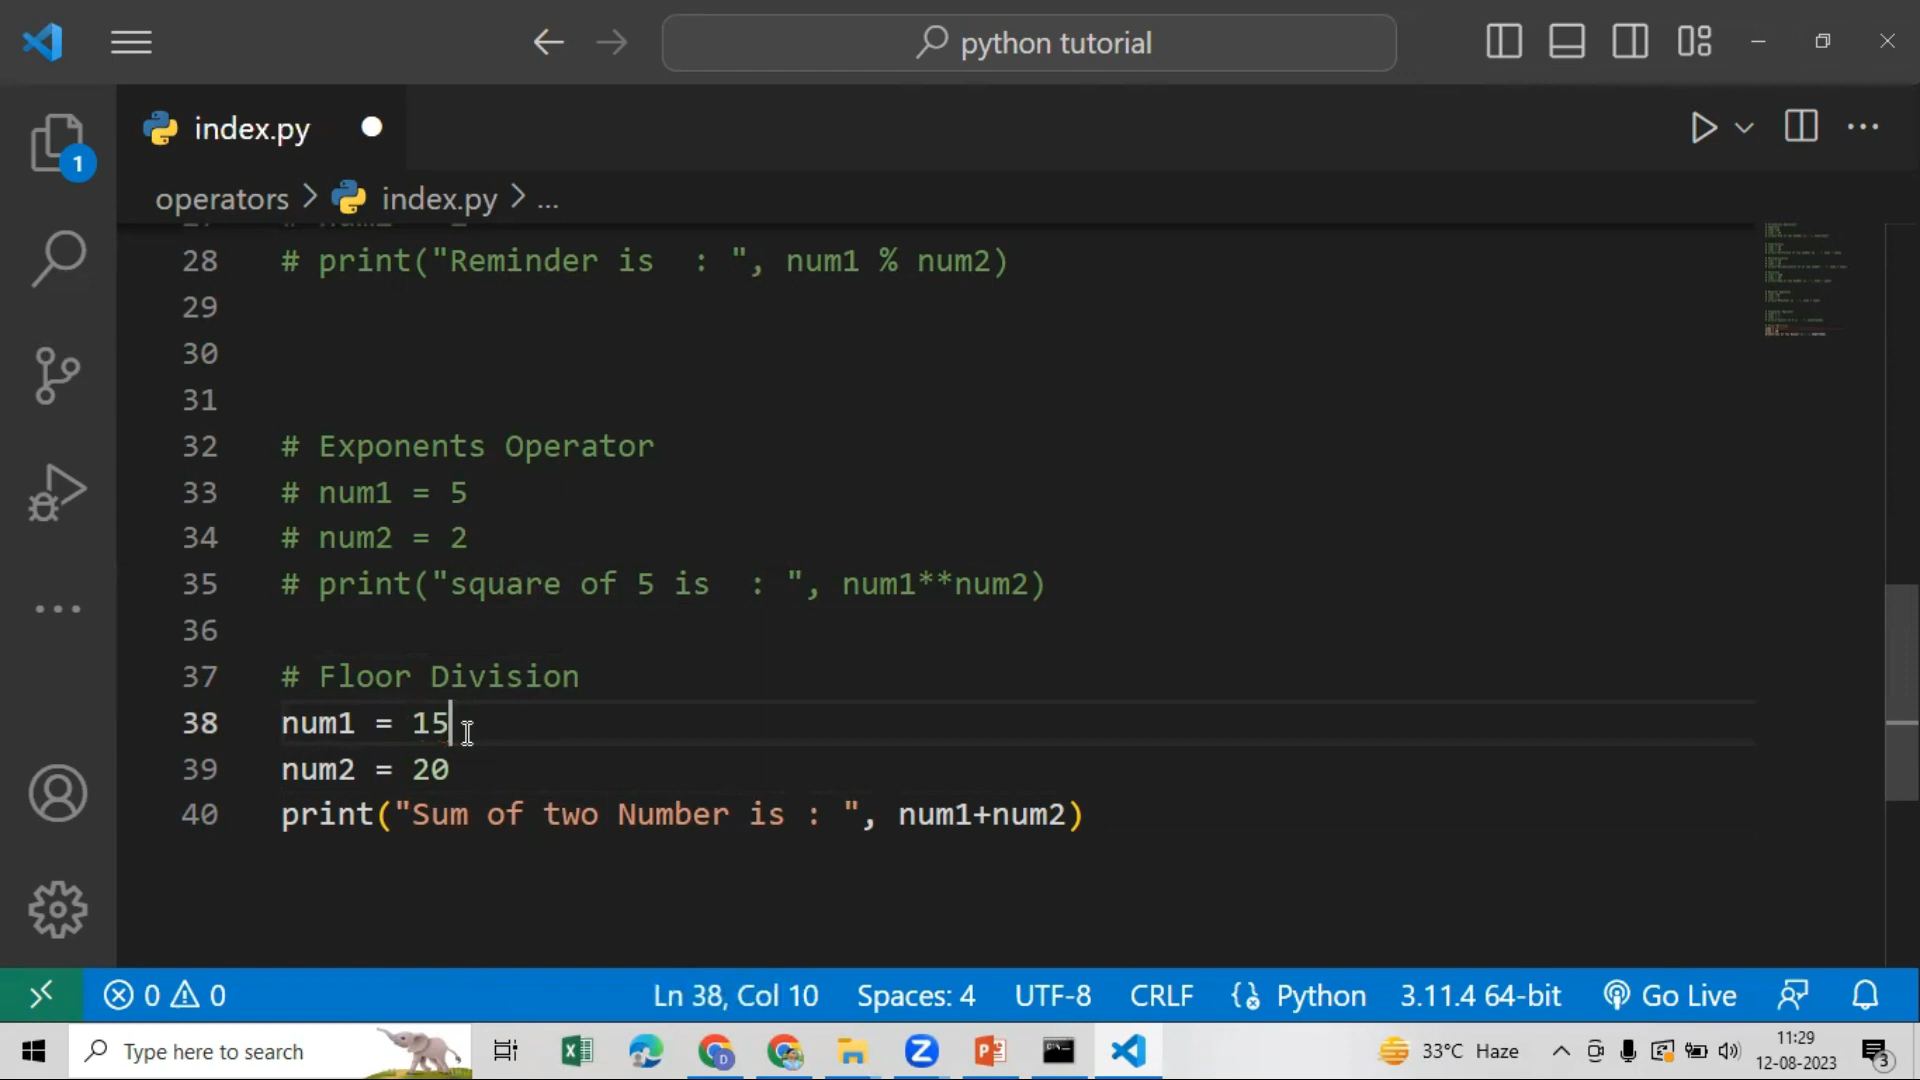 python tutorial
index.py
operators > index.py > ...
1
28 # print("Reminder is  : ", num1 % num2)
29
30
31
32 # Exponents Operator
33 # num1 = 5
34 # num2 = 2
35 # print("square of 5 is  : ", num1**num2)
36
37 # Floor Division
38 num1 = 15
39 num2 = 20
40 print("Sum of two Number is : ", num1+num2)
0 0 Ln 38, Col 10 Spaces: 4 UTF-8 CRLF Python 3.11.4 64-bit Go Live
Type here to search 33°C Haze 11:29
12-08-2023
3